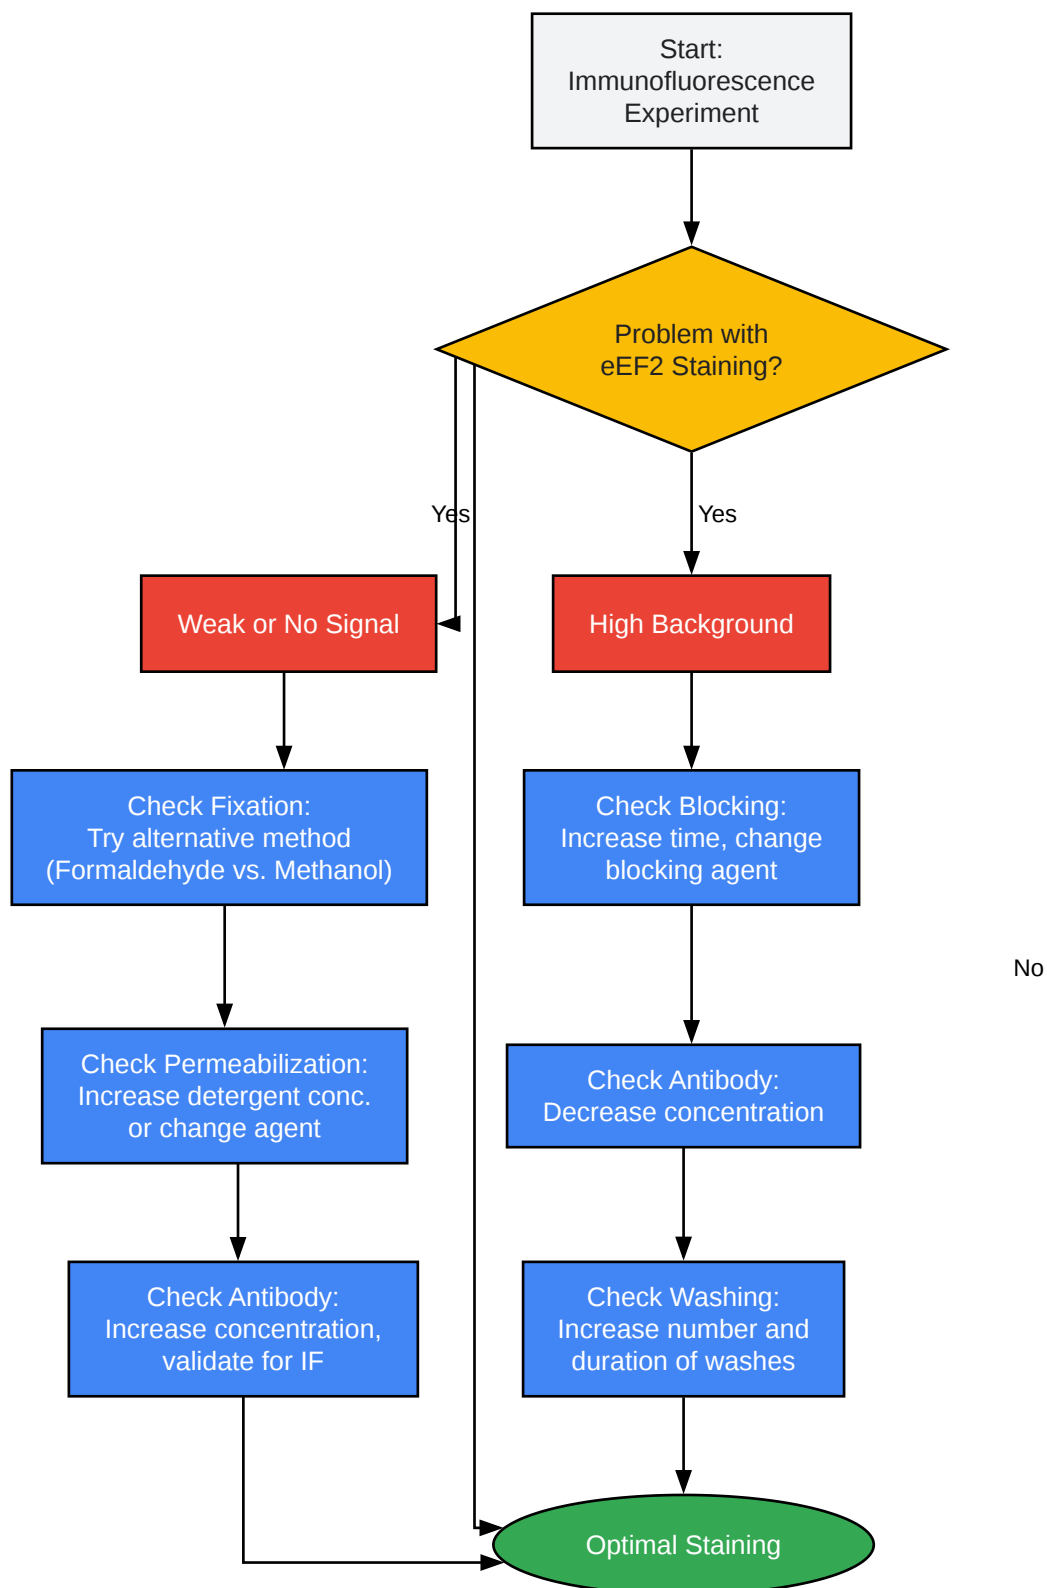 Start:
Immunofluorescence
Experiment
Problem with
eEF2 Staining?
Yes
Yes
Weak or No Signal
High Background
Check Fixation:
Try alternative method
(Formaldehyde vs. Methanol)
Check Blocking:
Increase time, change
blocking agent
No
Check Permeabilization:
Increase detergent conc.
or change agent
Check Antibody:
Decrease concentration
Check Antibody:
Increase concentration,
validate for IF
Check Washing:
Increase number and
duration of washes
Optimal Staining